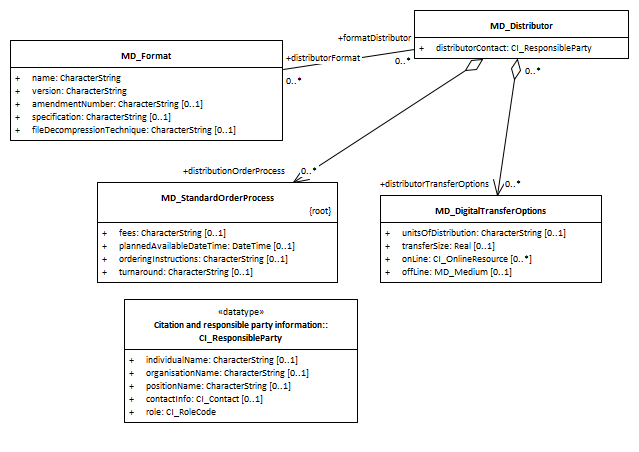 MD_Distributor
+ distributorContact: CI_ResponsibleParty
+formatDistributor
0..*
0..*
MD_Format
+ name: CharacterString
+ version: CharacterString
+ amendmentNumber: CharacterString [0..1]
+ specification: CharacterString [0..1]
+ fileDecompressionTechnique: CharacterString [0..1]
+distributorFormat
0..*
+distributionOrderProcess
0..*
+distributorTransferOptions
0..*
MD_StandardOrderProcess
{root}
+ fees: CharacterString [0..1]
+ plannedAvailableDateTime: DateTime [0..1]
+ orderingInstructions: CharacterString [0..1]
+ turnaround: CharacterString [0..1]
MD_DigitalTransferOptions
+ unitsOfDistribution: CharacterString [0..1]
+ transferSize: Real [0..1]
+ onLine: CI_OnlineResource [0..*]
+ offLine: MD_Medium [0..1]
«datatype»
Citation and responsible party information::
CI_ResponsibleParty
+ individualName: CharacterString [0..1]
+ organisationName: CharacterString [0..1]
+ positionName: CharacterString [0..1]
+ contactInfo: CI_Contact [0..1]
+ role: CI_RoleCode